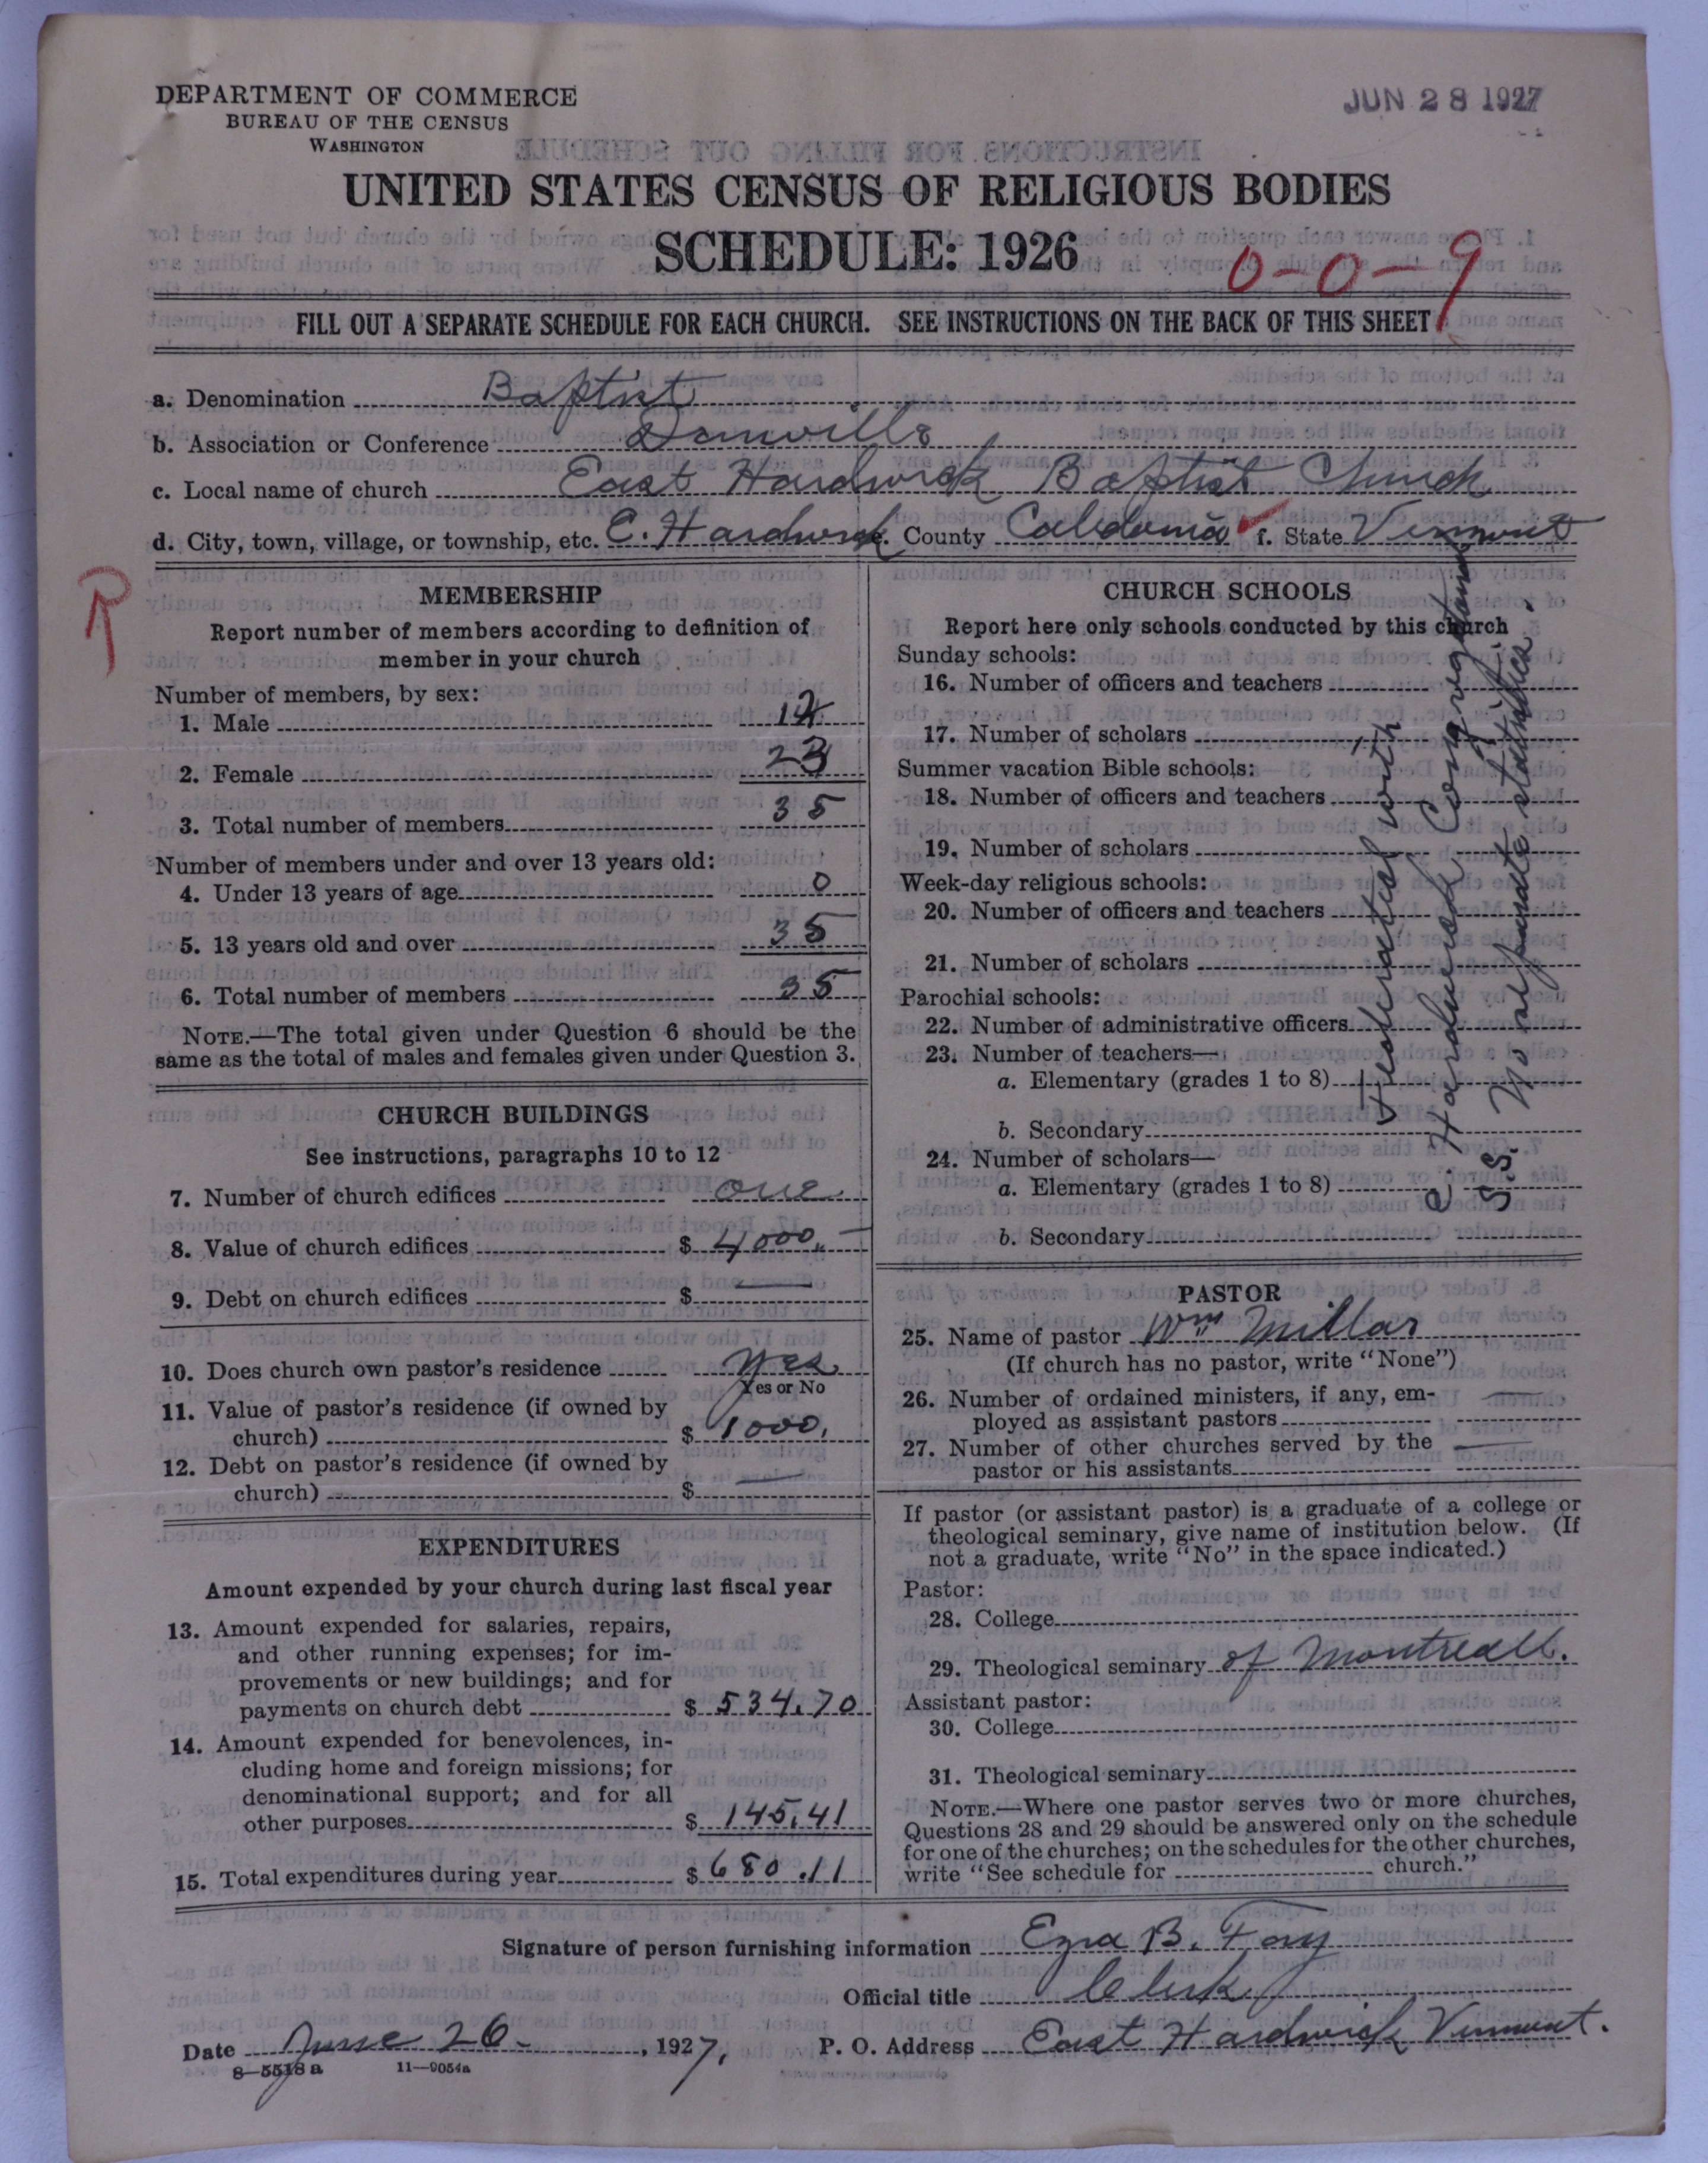 DEPARTMENT OF COMMERCE
BUREAU OF THE CENSUS
WASHINGTON
JUN 28 1927
UNITED STATES CENSUS OF RELIGIOUS BODIES
SCHEDULE: 1926
0-0-9
FILL OUT A SEPARATE SCHEDULE FOR EACH CHURCH. SEE INSTRUCTIONS ON THE BACK OF THIS SHEET
a. Denomination Baptist
b. Association or Conference Danville
c. Local name of church East Hardwick Baptist Church
d. City, town, village, or township, etc. E. Hardwick e. County Caledonia f. State Vermont
R
MEMBERSHIP
Report number of members according to definition of
member in your church
Number of members, by sex:
1. Male 12
2. Female 23
3. Total number of members 35
Number of members under and over 13 years old:
4. Under 13 years of age 0
5. 13 years old and over 35
6. Total number of members 35
NOTE.—The total given under Question 6 should be the
same as the total of males and females given under Question 3.
CHURCH BUILDINGS
See instructions, paragraphs 10 to 12
7. Number of church edifices one
8. Value of church edifices $ 4000. —
9. Debt on church edifices $ —
10. Does church own pastor's residence yes
Yes or No
11. Value of pastor's residence (if owned by
church) $ 1000.
12. Debt on pastor's residence (if owned by
church) $ —
EXPENDITURES
Amount expended by your church during last fiscal year
13. Amount expended for salaries, repairs,
and other running expenses; for im-
provements or new buildings; and for
payments on church debt $ 534.70
14. Amount expended for benevolences, in-
cluding home and foreign missions; for
denominational support; and for all
other purposes $ 145.41
15. Total expenditures during year $ 680.11
CHURCH SCHOOLS
Report here only schools conducted by this church
Sunday schools:
16. Number of officers and teachers
17. Number of scholars
Summer vacation Bible schools:
18. Number of officers and teachers
19. Number of scholars
Week-day religious schools:
20. Number of officers and teachers
21. Number of scholars
Parochial schools:
22. Number of administrative officers
23. Number of teachers—
a. Elementary (grades 1 to 8)
b. Secondary
24. Number of scholars—
a. Elementary (grades 1 to 8)
b. Secondary
Federated with
E. Hardwick Congregational
S.S. No separate statistics.
PASTOR
25. Name of pastor Wm Millar
(If church has no pastor, write "None")
26. Number of ordained ministers, if any, em-
ployed as assistant pastors —
27. Number of other churches served by the
pastor or his assistants —
If pastor (or assistant pastor) is a graduate of a college or
theological seminary, give name of institution below. (If
not a graduate, write "No" in the space indicated.)
Pastor:
28. College
29. Theological seminary of Montreall.
Assistant pastor:
30. College
31. Theological seminary
NOTE.—Where one pastor serves two or more churches,
Questions 28 and 29 should be answered only on the schedule
for one of the churches; on the schedules for the other churches,
write "See schedule for church."
Signature of person furnishing information Ezra B. Fay
Official title Clerk
Date June 26. , 1927. P. O. Address East Hardwick Vermont.
8—5518 a 11—9054a